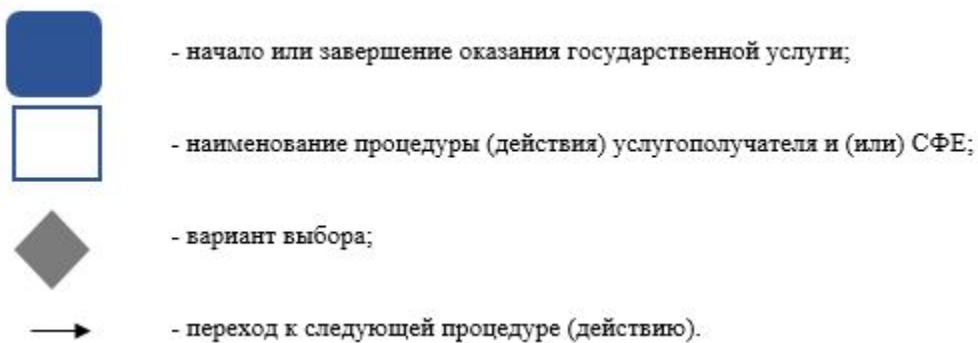 - начало или завершение оказания государственной услуги;
- наименование процедуры (действия) услугополучателя и (или) СФЕ;
- вариант выбора;
- переход к следующей процедуре (действию).